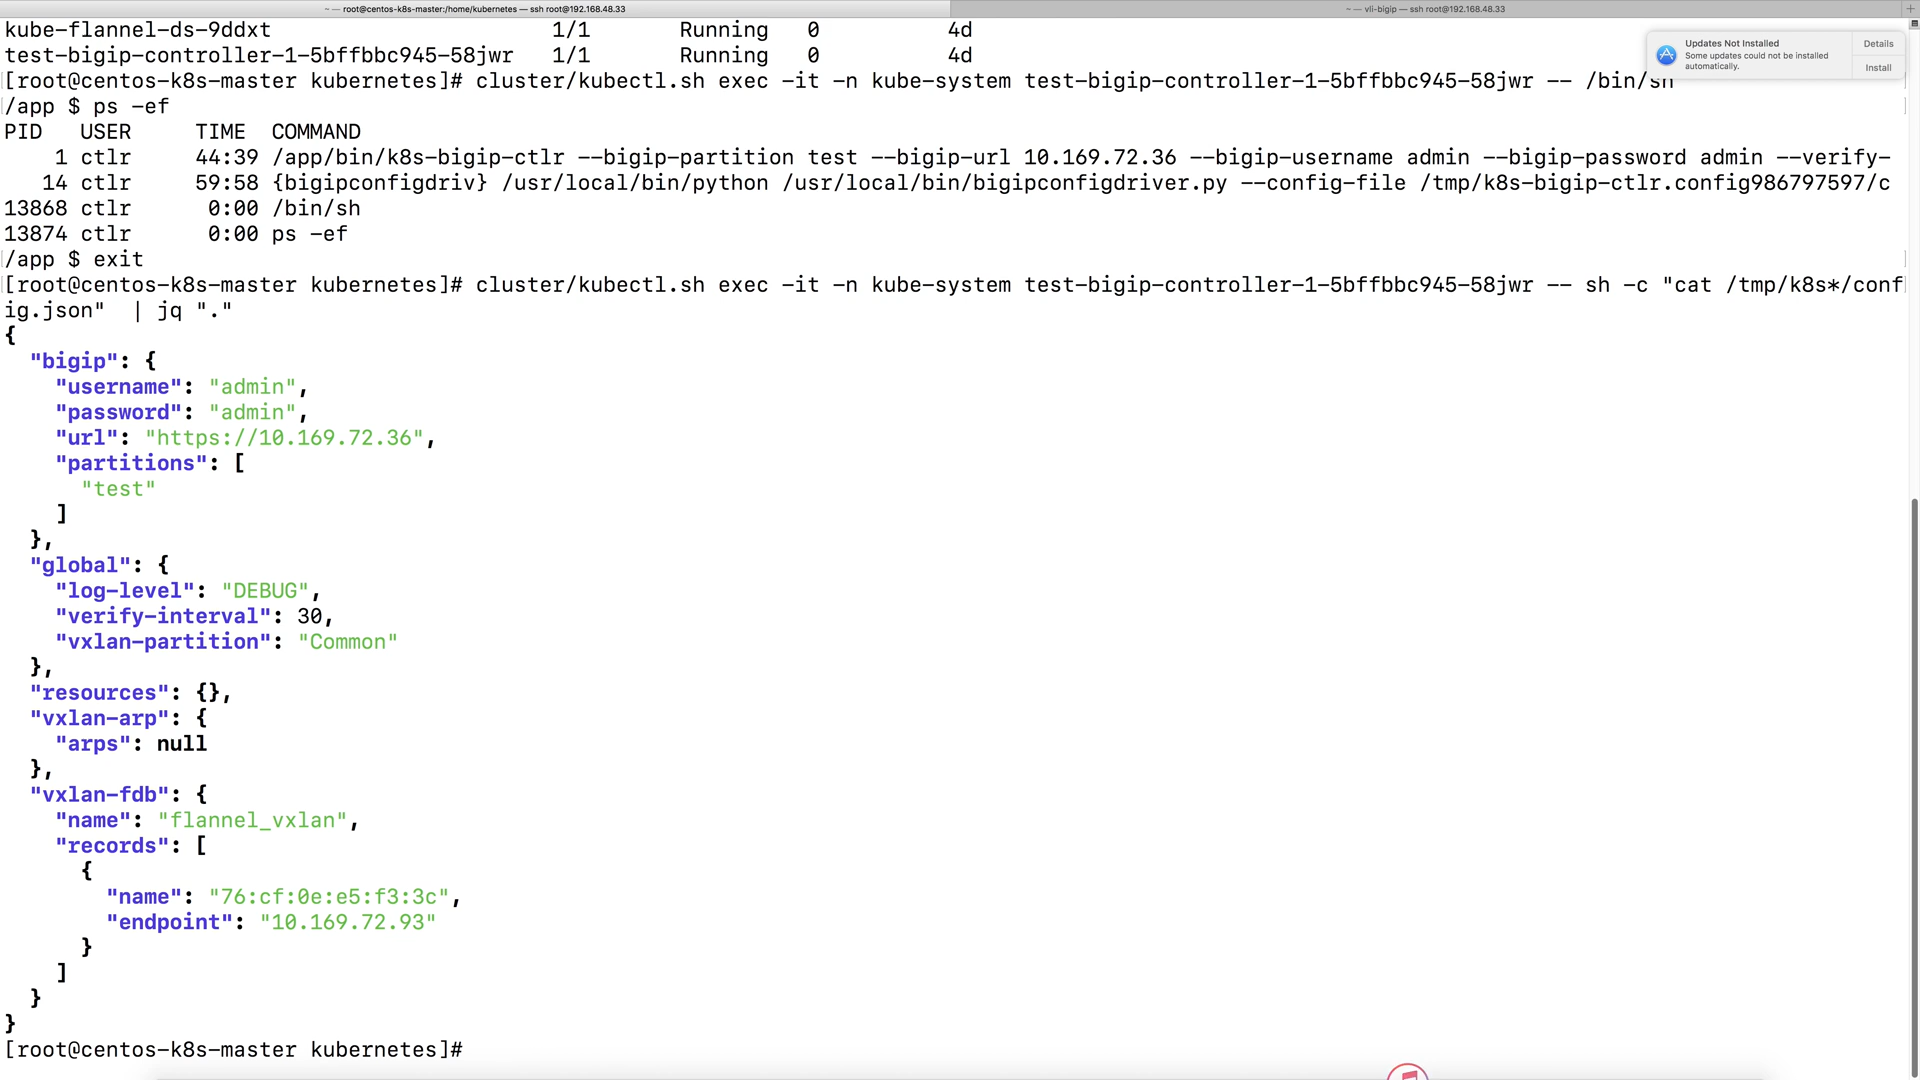 ~ — root@centos-k8s-master:/home/kubernetes — ssh root@192.168.48.33
~ — vli-bigip — ssh root@192.168.48.33
kube-flannel-ds-9ddxt 1/1 Running 0 4d
test-bigip-controller-1-5bffbbc945-58jwr 1/1 Running 0 4d
Updates Not Installed
Some updates could not be installed
automatically.
Details
Install
[root@centos-k8s-master kubernetes]# cluster/kubectl.sh exec -it -n kube-system test-bigip-controller-1-5bffbbc945-58jwr -- /bin/sh
/app $ ps -ef
PID USER TIME COMMAND
1 ctlr 44:39 /app/bin/k8s-bigip-ctlr --bigip-partition test --bigip-url 10.169.72.36 --bigip-username admin --bigip-password admin --verify-
14 ctlr 59:58 {bigipconfigdriv} /usr/local/bin/python /usr/local/bin/bigipconfigdriver.py --config-file /tmp/k8s-bigip-ctlr.config986797597/c
13868 ctlr 0:00 /bin/sh
13874 ctlr 0:00 ps -ef
/app $ exit
[root@centos-k8s-master kubernetes]# cluster/kubectl.sh exec -it -n kube-system test-bigip-controller-1-5bffbbc945-58jwr -- sh -c "cat /tmp/k8s*/conf
ig.json" | jq "."
{
"bigip": {
"username": "admin",
"password": "admin",
"url": "https://10.169.72.36",
"partitions": [
"test"
]
},
"global": {
"log-level": "DEBUG",
"verify-interval": 30,
"vxlan-partition": "Common"
},
"resources": {},
"vxlan-arp": {
"arps": null
},
"vxlan-fdb": {
"name": "flannel_vxlan",
"records": [
{
"name": "76:cf:0e:e5:f3:3c",
"endpoint": "10.169.72.93"
}
]
}
}
[root@centos-k8s-master kubernetes]#